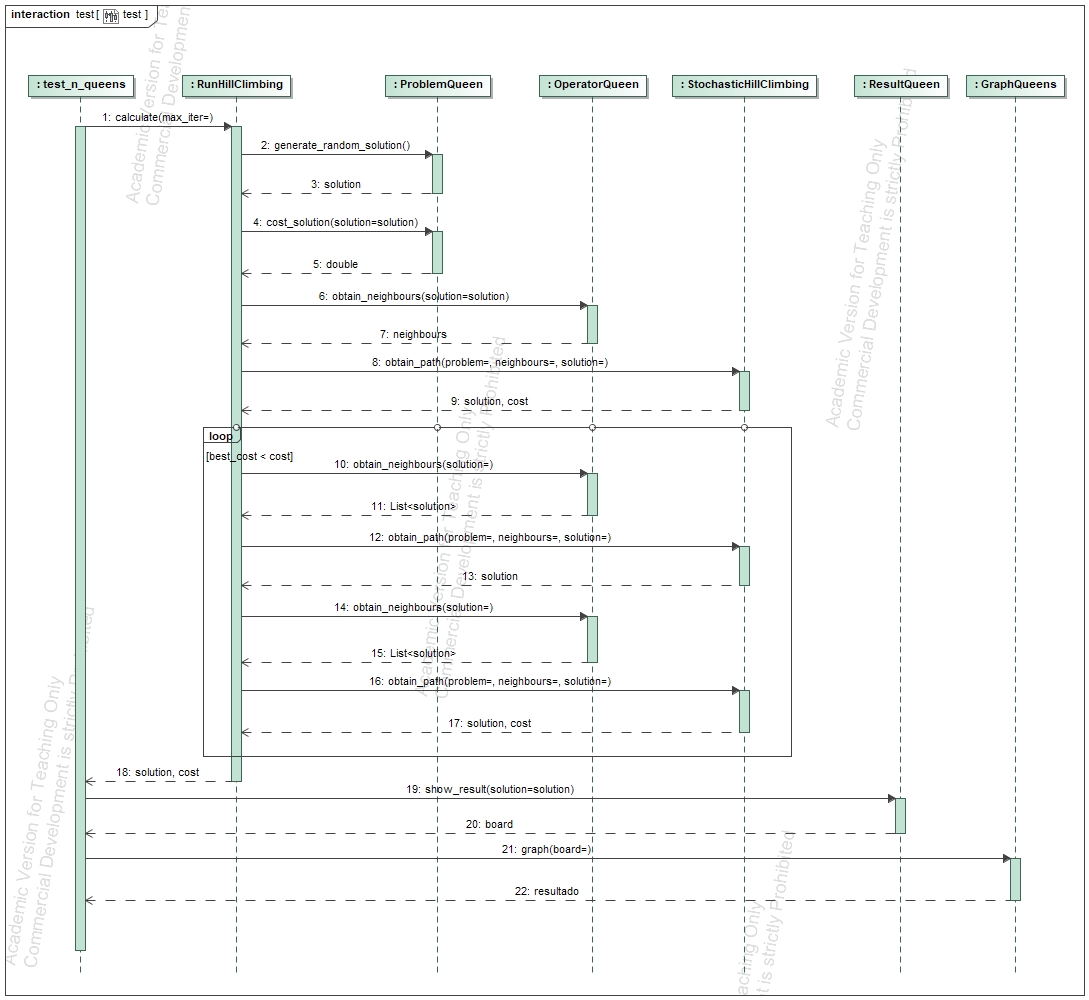 interaction test[ test ]
: test_n_queens
: RunHillClimbing
: ProblemQueen
: OperatorQueen
: StochasticHillClimbing
: ResultQueen
: GraphQueens
1: calculate(max_iter=)
2: generate_random_solution()
3: solution
4: cost_solution(solution=solution)
5: double
6: obtain_neighbours(solution=solution)
7: neighbours
8: obtain_path(problem=, neighbours=, solution=)
9: solution, cost
loop
[best_cost < cost]
10: obtain_neighbours(solution=)
11: List<solution>
12: obtain_path(problem=, neighbours=, solution=)
13: solution
14: obtain_neighbours(solution=)
15: List<solution>
16: obtain_path(problem=, neighbours=, solution=)
17: solution, cost
18: solution, cost
19: show_result(solution=solution)
20: board
21: graph(board=)
22: resultado
Academic Version for Teaching Only
Commercial Development is strictly Prohibited